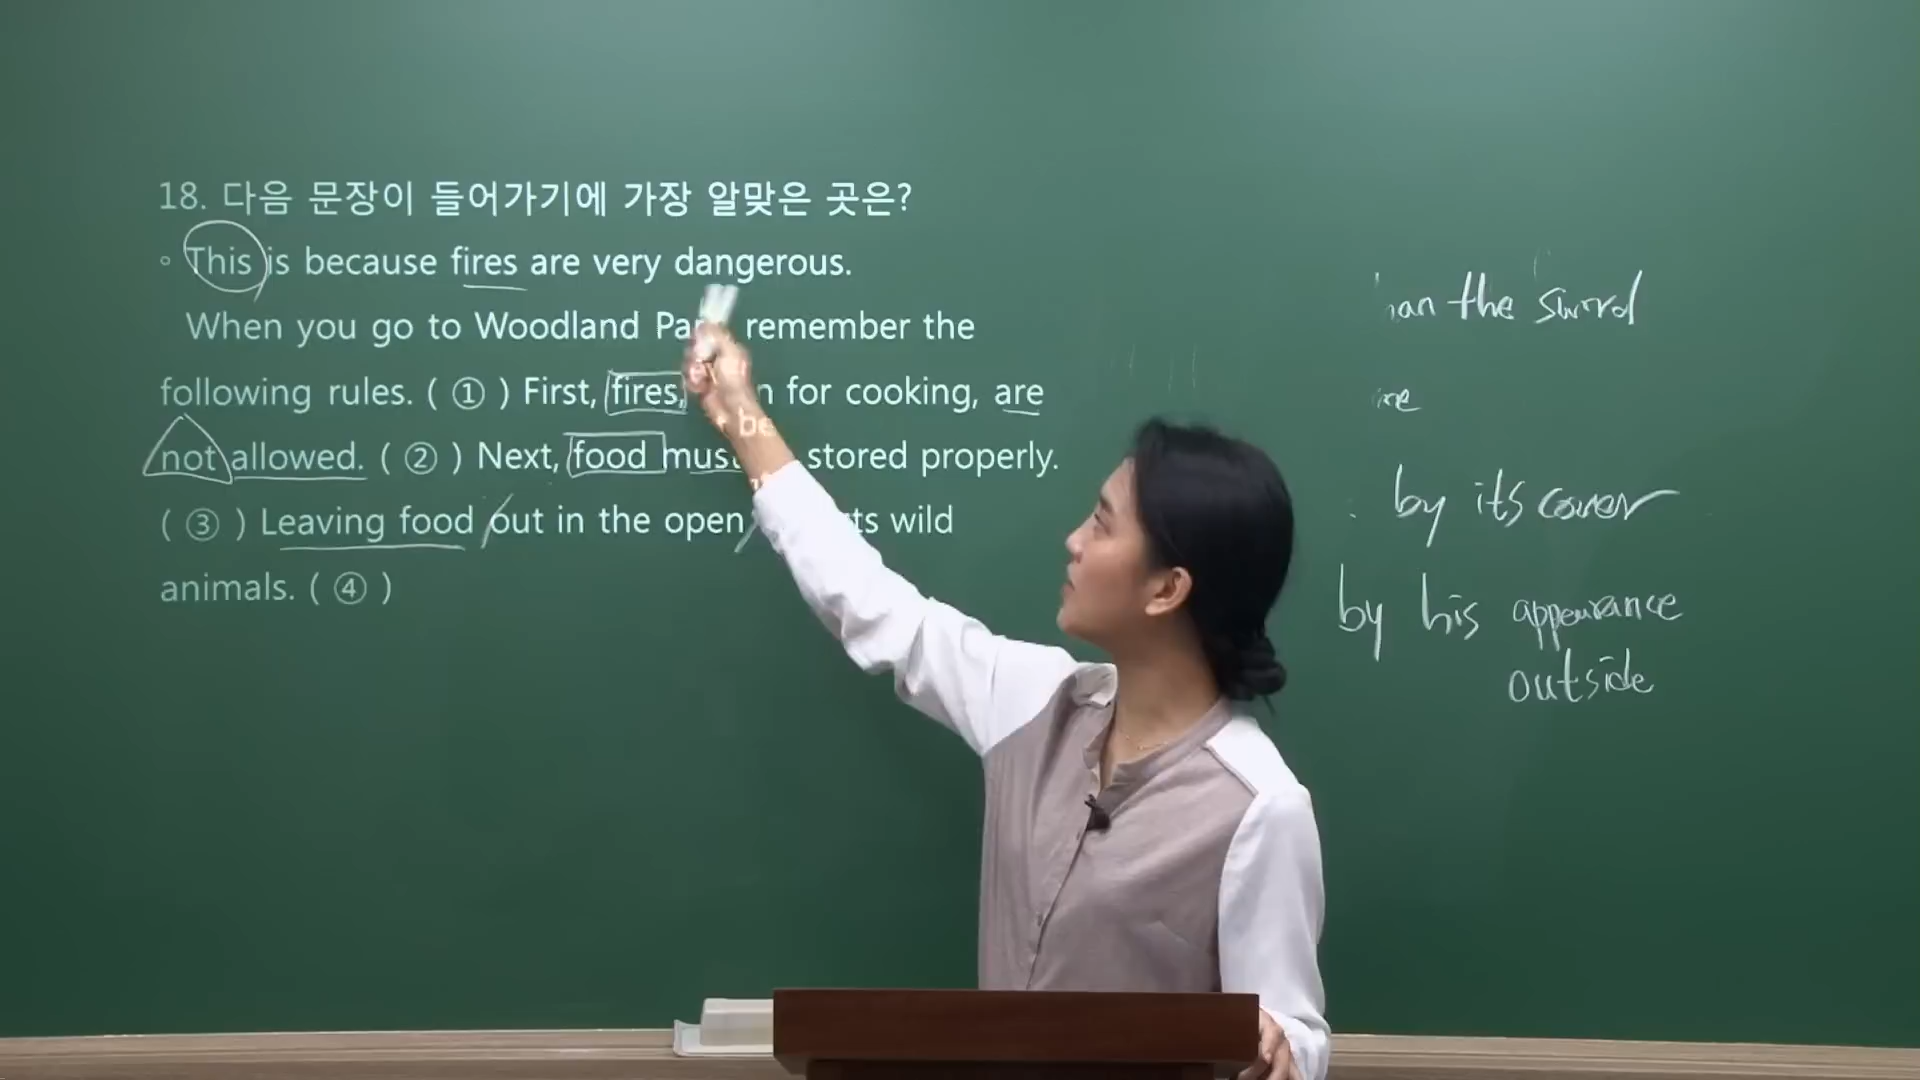 18. 다음 문장이 들어가기에 가장 알맞은 곳은?
◦ This is because fires are very dangerous.
When you go to Woodland remember the
following rules. ( ① ) First, fires, for cooking, are
not allowed. ( ② ) Next, food must stored properly.
( ③ ) Leaving food out in the open wild
animals. ( ④ )
the sword
by its cover
by his appearance
outside